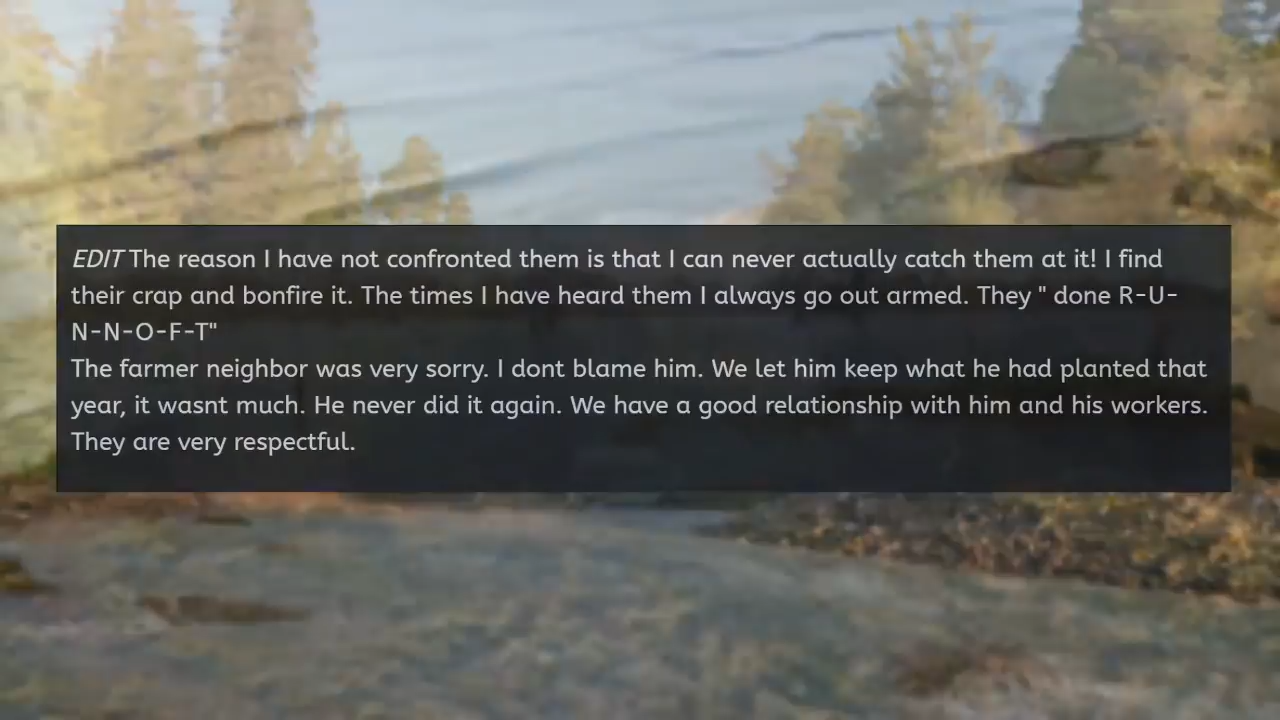 EDIT The reason I have not confronted them is that I can never actually catch them at it! I find
their crap and bonfire it. The times I have heard them I always go out armed. They " done R-U-
N-N-O-F-T"
The farmer neighbor was very sorry. I dont blame him. We let him keep what he had planted that
year, it wasnt much. He never did it again. We have a good relationship with him and his workers.
They are very respectful.